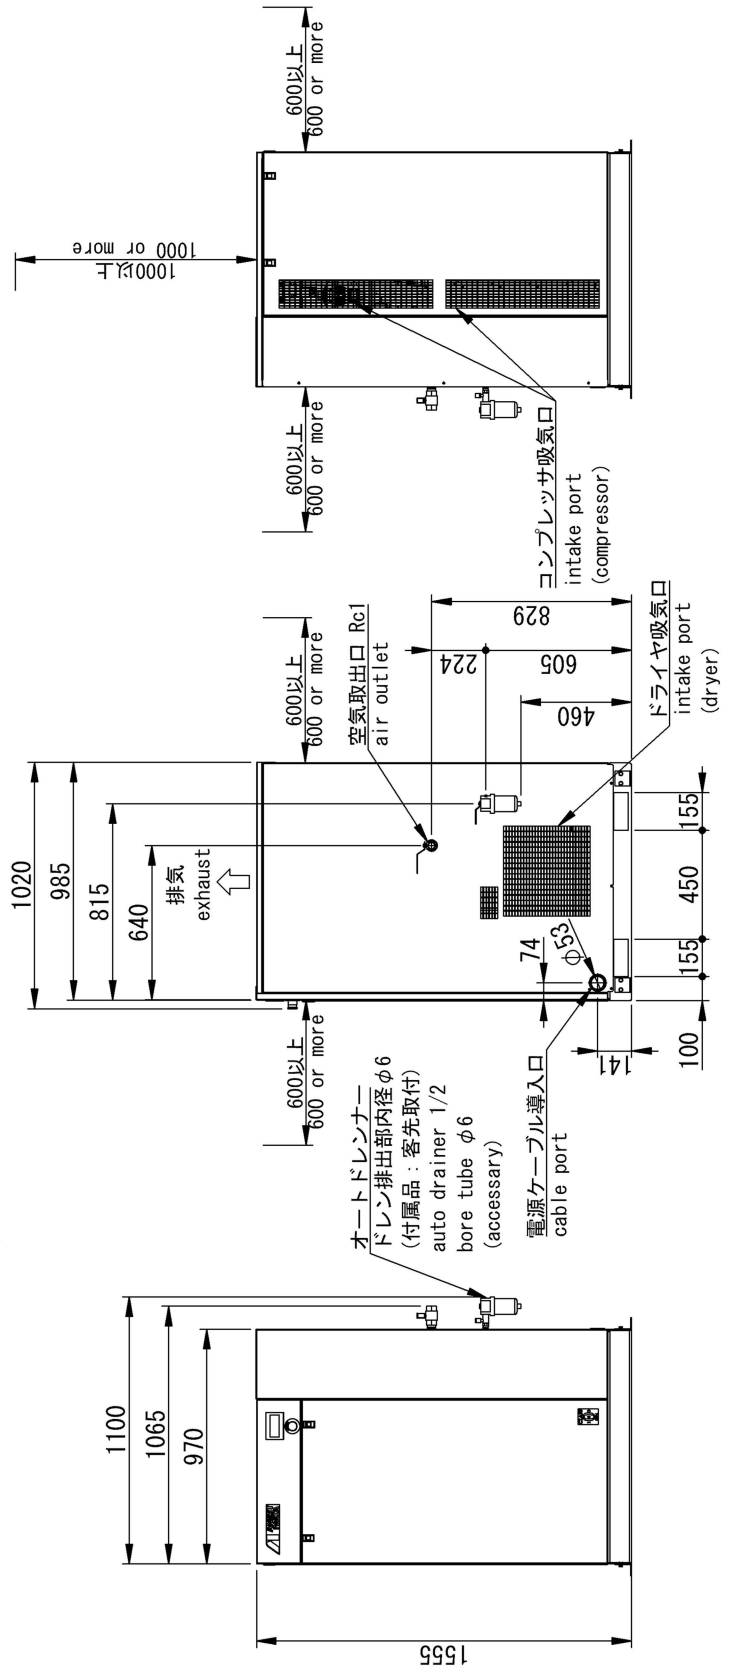 1555
1100
1065
970
オートドレンナー
ドレン排出部内径φ6
(付属品：客先取付)
auto drainer 1/2
bore tube φ6
(accessary)
1020
985
815
640
排気
exhaust
600以上
600 or more
600以上
600 or more
空気取出口 Rc1
air outlet
829
224
605
460
74
φ53
141
電源ケーブル導入口
cable port
100
155
450
155
ドライヤ吸気口
intake port
(dryer)
1000以上
1000 or more
600以上
600 or more
600以上
600 or more
コンプレッサ吸気口
intake port
(compressor)